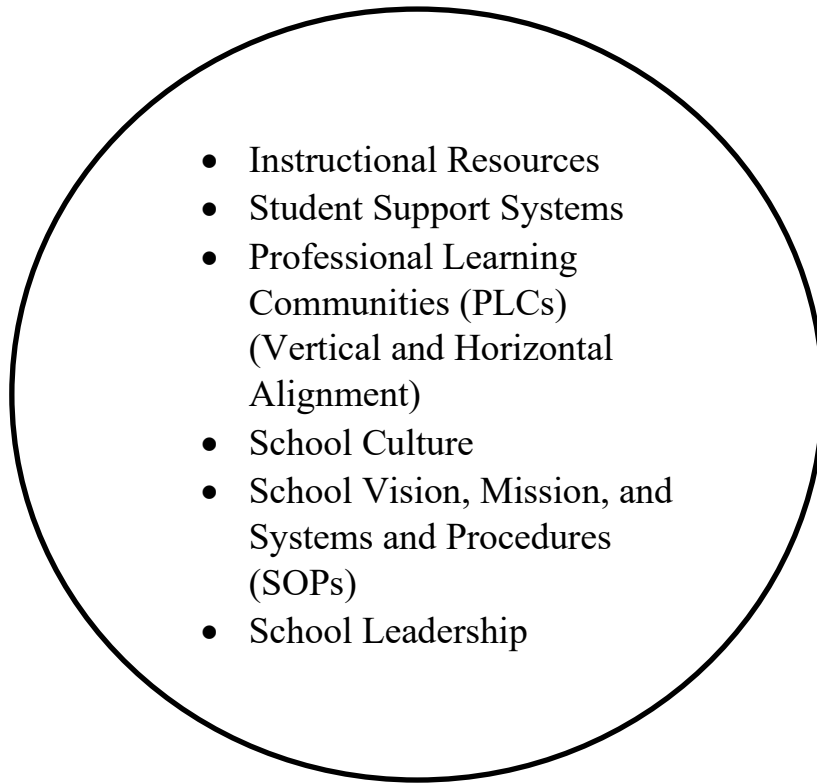 • Instructional Resources
• Student Support Systems
• Professional Learning
Communities (PLCs)
(Vertical and Horizontal
Alignment)
• School Culture
• School Vision, Mission, and
Systems and Procedures
(SOPs)
• School Leadership